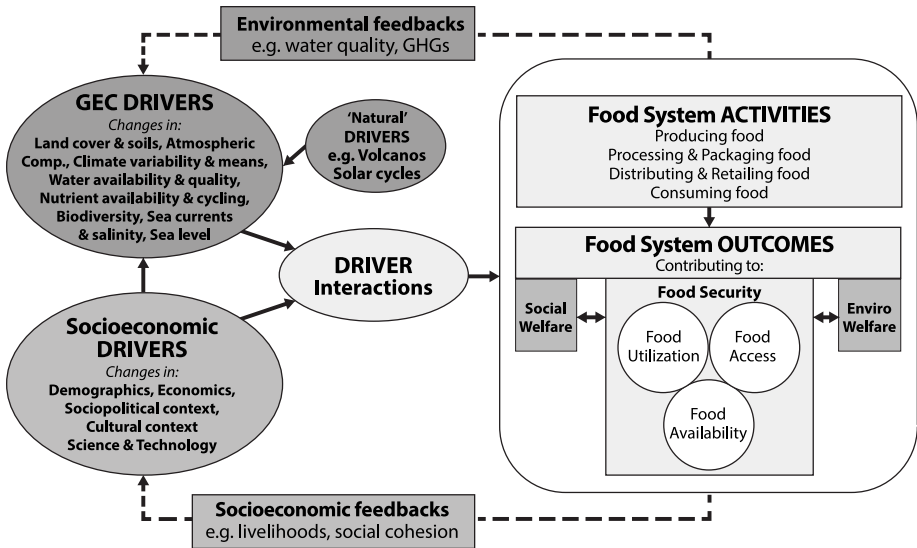 Environmental feedbacks
e.g. water quality, GHGs
GEC DRIVERS
Changes in:
Land cover & soils, Atmospheric
Comp., Climate variability & means,
Water availability & quality,
Nutrient availability & cycling,
Biodiversity, Sea currents
& salinity, Sea level
‘Natural’
DRIVERS
e.g. Volcanos
Solar cycles
DRIVER
Interactions
Socioeconomic
DRIVERS
Changes in:
Demographics, Economics,
Sociopolitical context,
Cultural context
Science & Technology
Socioeconomic feedbacks
e.g. livelihoods, social cohesion
Food System ACTIVITIES
Producing food
Processing & Packaging food
Distributing & Retailing food
Consuming food
Food System OUTCOMES
Contributing to:
Social
Welfare
Food Security
Food
Utilization
Food
Access
Food
Availability
Enviro
Welfare